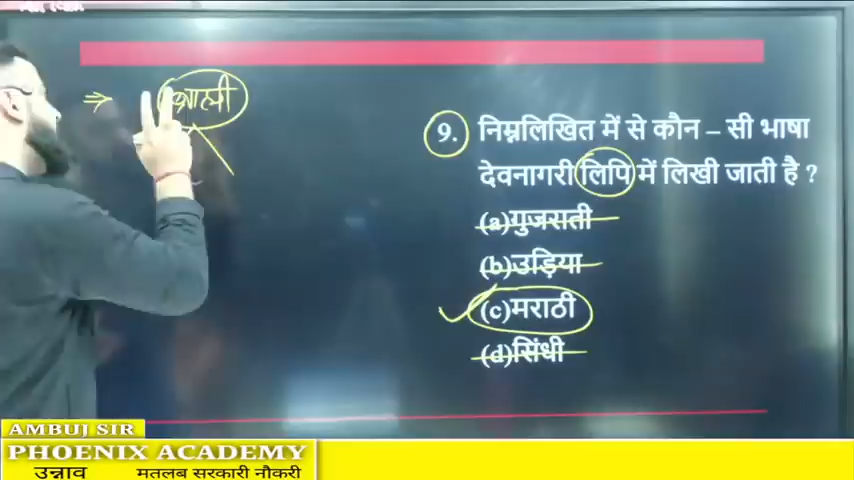 9. निम्नलिखित में से कौन – सी भाषा
देवनागरी लिपि में लिखी जाती है ?
(a)गुजराती
(b)उड़िया
(c)मराठी
(d)सिंधी
AMBUJ SIR
PHOENIX ACADEMY
उन्नाव मतलब सरकारी नौकरी